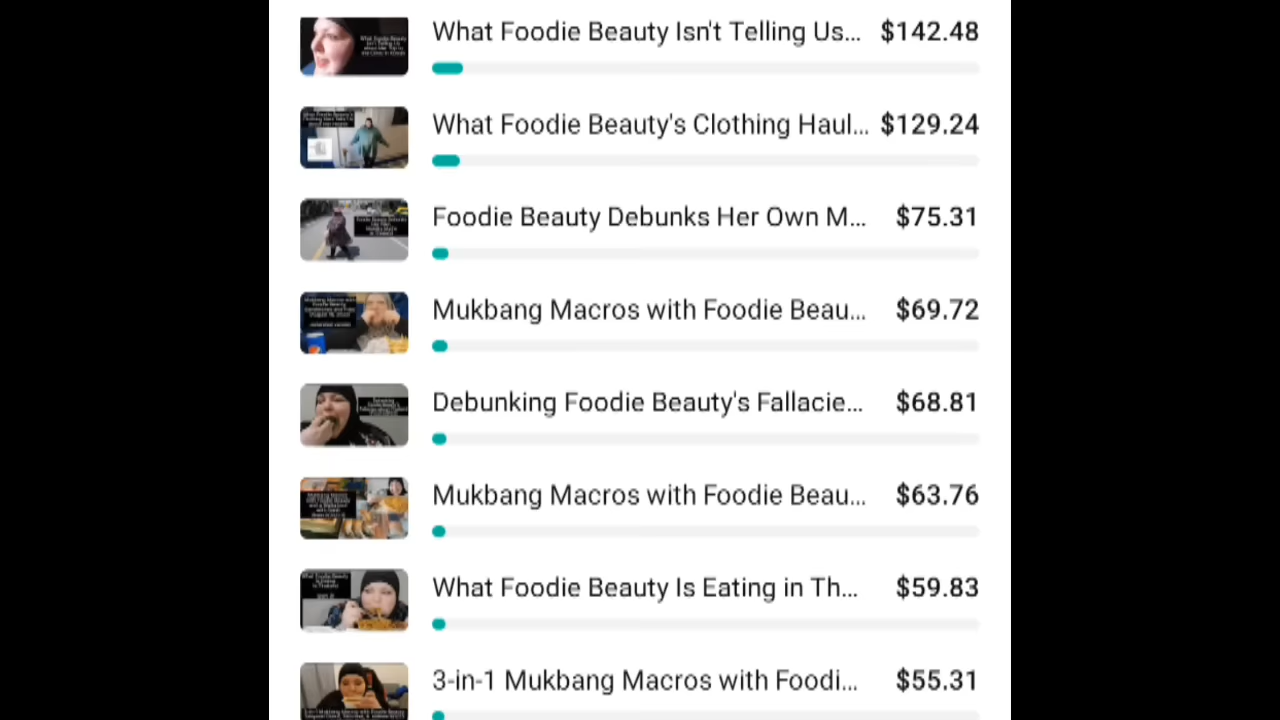 What Foodie Beauty Isn't Telling Us... $142.48
What Foodie Beauty's Clothing Haul... $129.24
Foodie Beauty Debunks Her Own M... $75.31
Mukbang Macros with Foodie Beau... $69.72
Debunking Foodie Beauty's Fallacie... $68.81
Mukbang Macros with Foodie Beau... $63.76
What Foodie Beauty Is Eating in Th... $59.83
3-in-1 Mukbang Macros with Foodi... $55.31